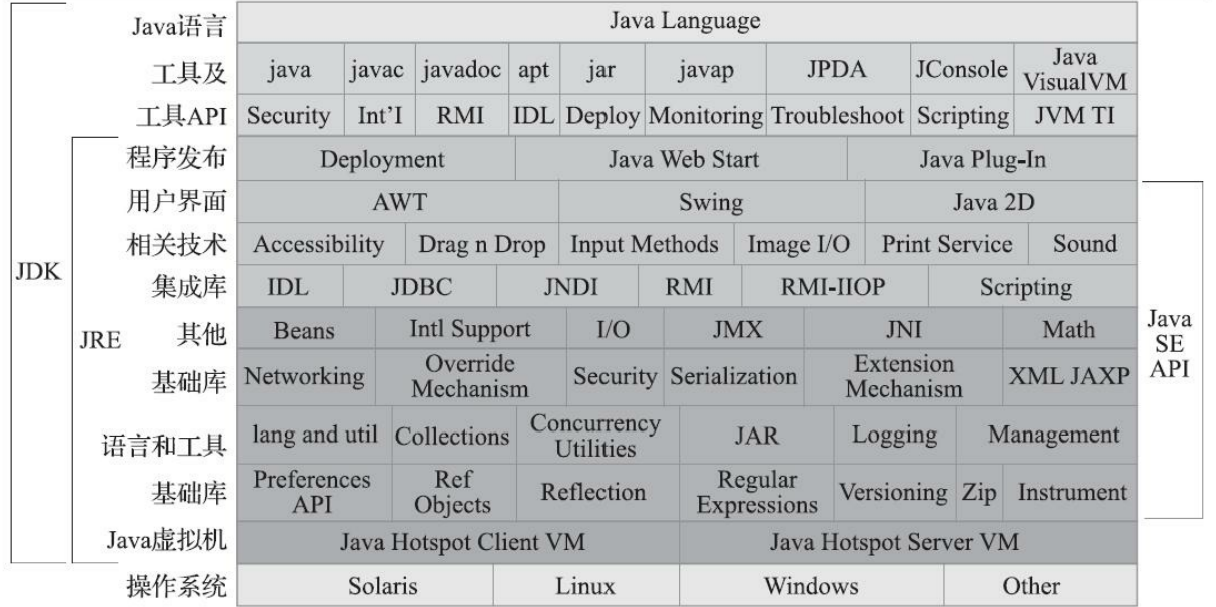 Java语言 Java Language
工具及 java javac javadoc apt jar javap JPDA JConsole Java VisualVM
工具API Security Int'I RMI IDL Deploy Monitoring Troubleshoot Scripting JVM TI
程序发布 Deployment Java Web Start Java Plug-In
用户界面 AWT Swing Java 2D
相关技术 Accessibility Drag n Drop Input Methods Image I/O Print Service Sound
JDK
集成库 IDL JDBC JNDI RMI RMI-IIOP Scripting
JRE
其他 Beans Intl Support I/O JMX JNI Math
Java SE API
基础库 Networking Override Mechanism Security Serialization Extension Mechanism XML JAXP
语言和工具 lang and util Collections Concurrency Utilities JAR Logging Management
基础库 Preferences API Ref Objects Reflection Regular Expressions Versioning Zip Instrument
Java虚拟机 Java Hotspot Client VM Java Hotspot Server VM
操作系统 Solaris Linux Windows Other